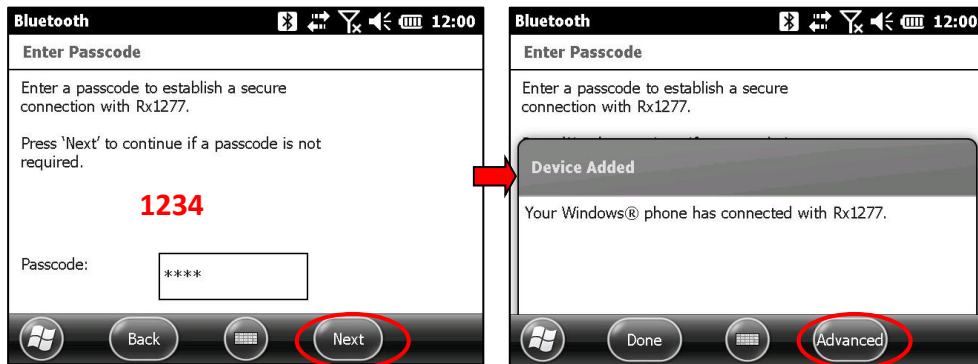 Bluetooth 12:00
Enter Passcode
Enter a passcode to establish a secure
connection with Rx1277.
Press 'Next' to continue if a passcode is not
required.
1234
Passcode: ****
Back Next
Bluetooth 12:00
Enter Passcode
Enter a passcode to establish a secure
connection with Rx1277.
Device Added
Your Windows® phone has connected with Rx1277.
Done Advanced